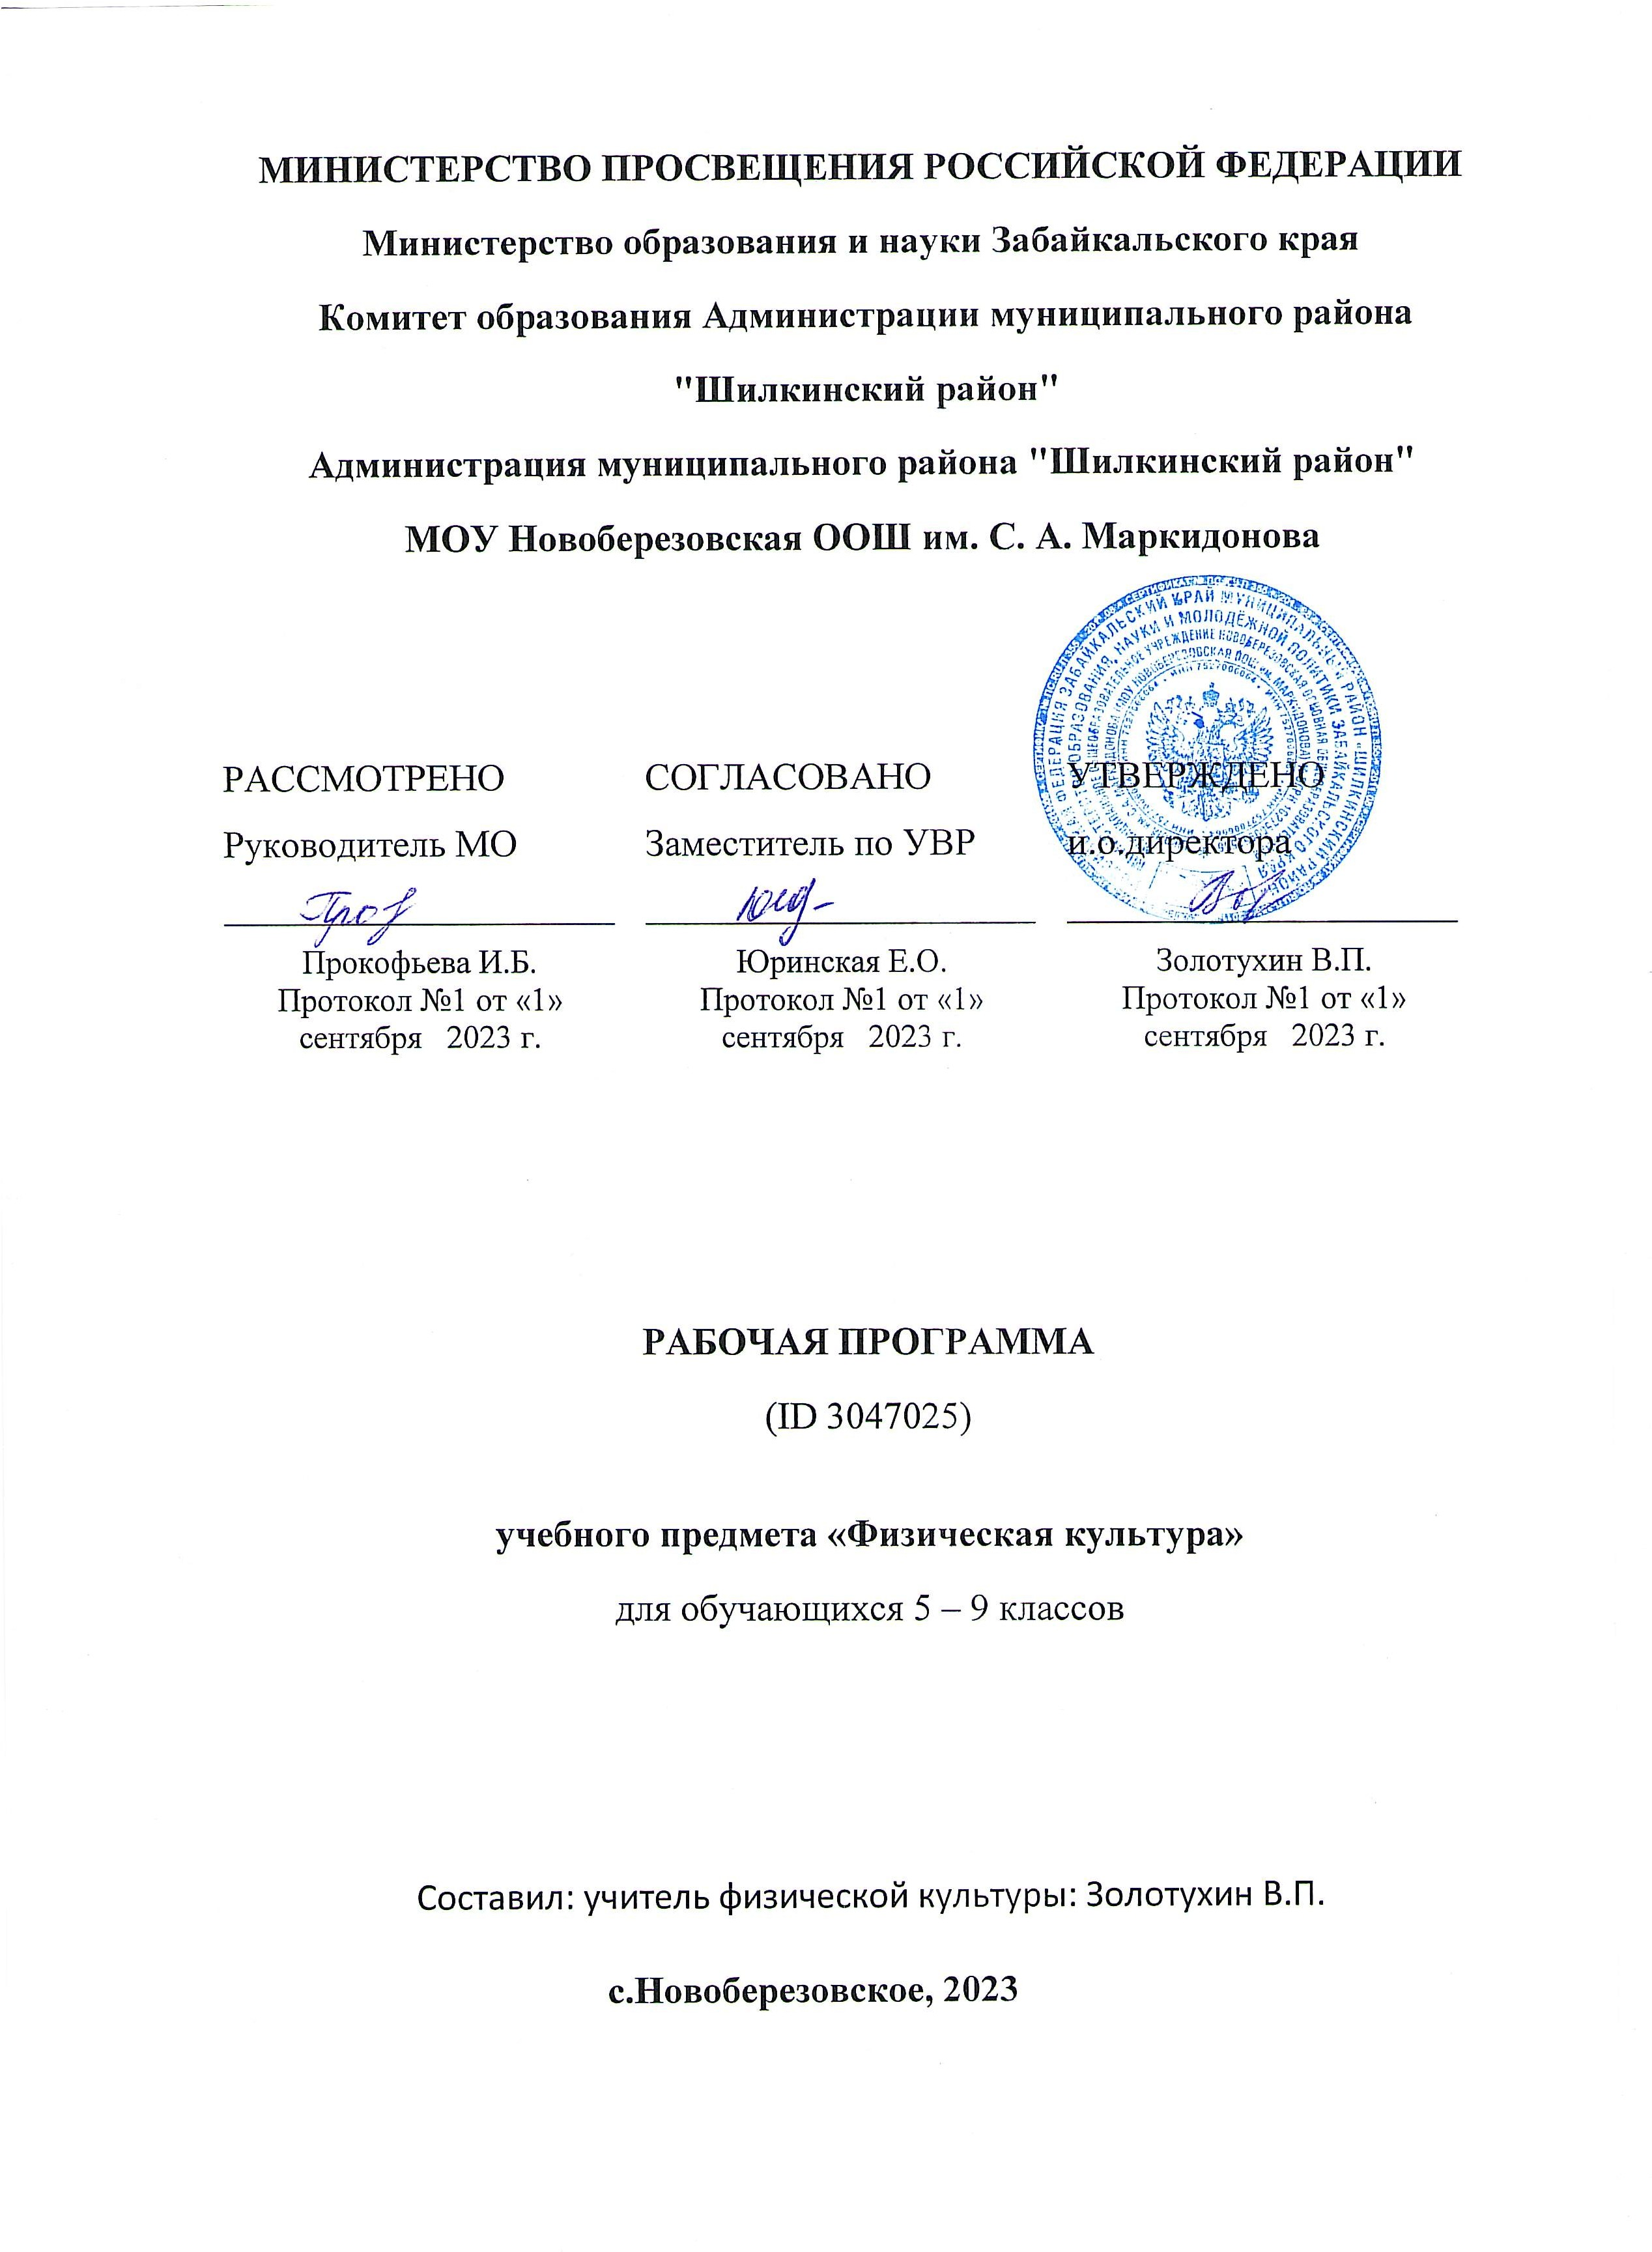 МИНИСТЕРСТВО ПРОСВЕЩЕНИЯ РОССИЙСКОЙ ФЕДЕРАЦИИ
Министерство образования и науки Забайкальского края
Комитет образования Администрации муниципального района
"Шилкинский район"
Администрация муниципального района "Шилкинский район"
МОУ Новоберезовская ООШ им. С. А. Маркидонова
РАССМОТРЕНО
Руководитель МО
Прокофьева И.Б.
Протокол №1 от «1»
сентября 2023 г.
СОГЛАСОВАНО
Заместитель по УВР
Юринская Е.О.
Протокол №1 от «1»
сентября 2023 г.
УТВЕРЖДЕНО
и.о.директора
Золотухин В.П.
Протокол №1 от «1»
сентября 2023 г.
РАБОЧАЯ ПРОГРАММА
(ID 3047025)
учебного предмета «Физическая культура»
для обучающихся 5 – 9 классов
Составил: учитель физической культуры: Золотухин В.П.
с.Новоберезовское, 2023